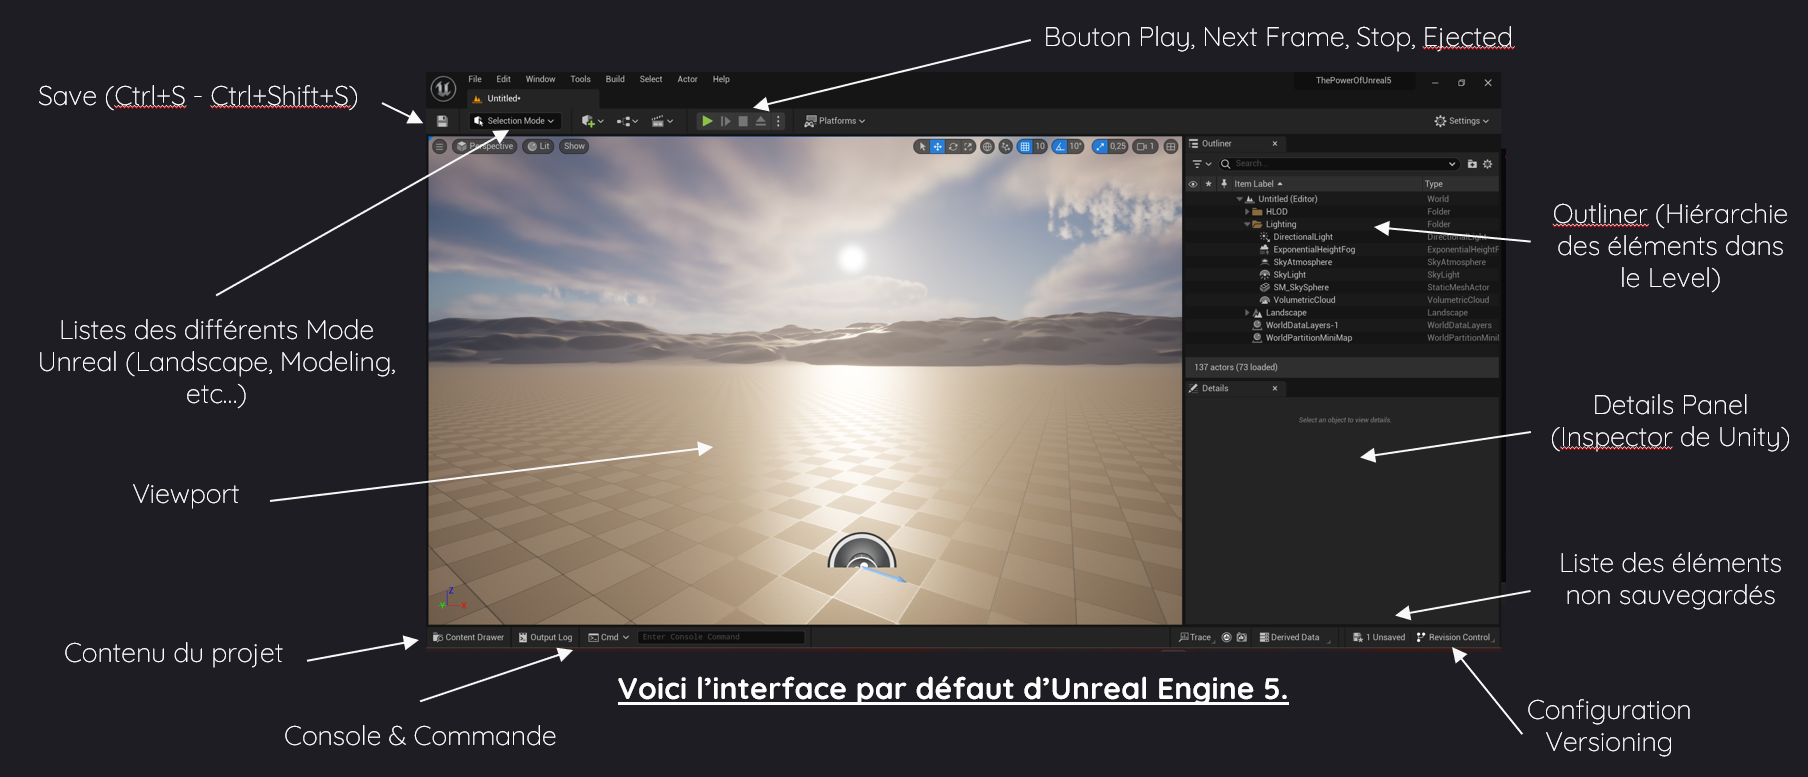 Bouton Play, Next Frame, Stop, Ejected
Save (Ctrl+S - Ctrl+Shift+S)
File Edit Window Tools Build Select Actor Help
ThePowerOfUnreal5
Untitled•
Selection Mode
Platforms
Settings
Perspective Lit Show
10 10° 0,25 1
Outliner
Search...
Item Label Type
Untitled (Editor) World
HLOD Folder
Lighting Folder
DirectionalLight DirectionalLight
ExponentialHeightFog ExponentialHeightF
SkyAtmosphere SkyAtmosphere
SkyLight SkyLight
SM_SkySphere StaticMeshActor
VolumetricCloud VolumetricCloud
Landscape Landscape
WorldDataLayers-1 WorldDataLayers
WorldPartitionMiniMap WorldPartitionMini
137 actors (73 loaded)
Details
Select an object to view details.
Outliner (Hiérarchie
des éléments dans
le Level)
Listes des différents Mode
Unreal (Landscape, Modeling,
etc...)
Details Panel
(Inspector de Unity)
Viewport
Liste des éléments
non sauvegardés
Z
Y X
Content Drawer Output Log Cmd Enter Console Command
Trace Derived Data 1 Unsaved Revision Control
Contenu du projet
Console & Commande
Voici l’interface par défaut d’Unreal Engine 5.
Configuration
Versioning